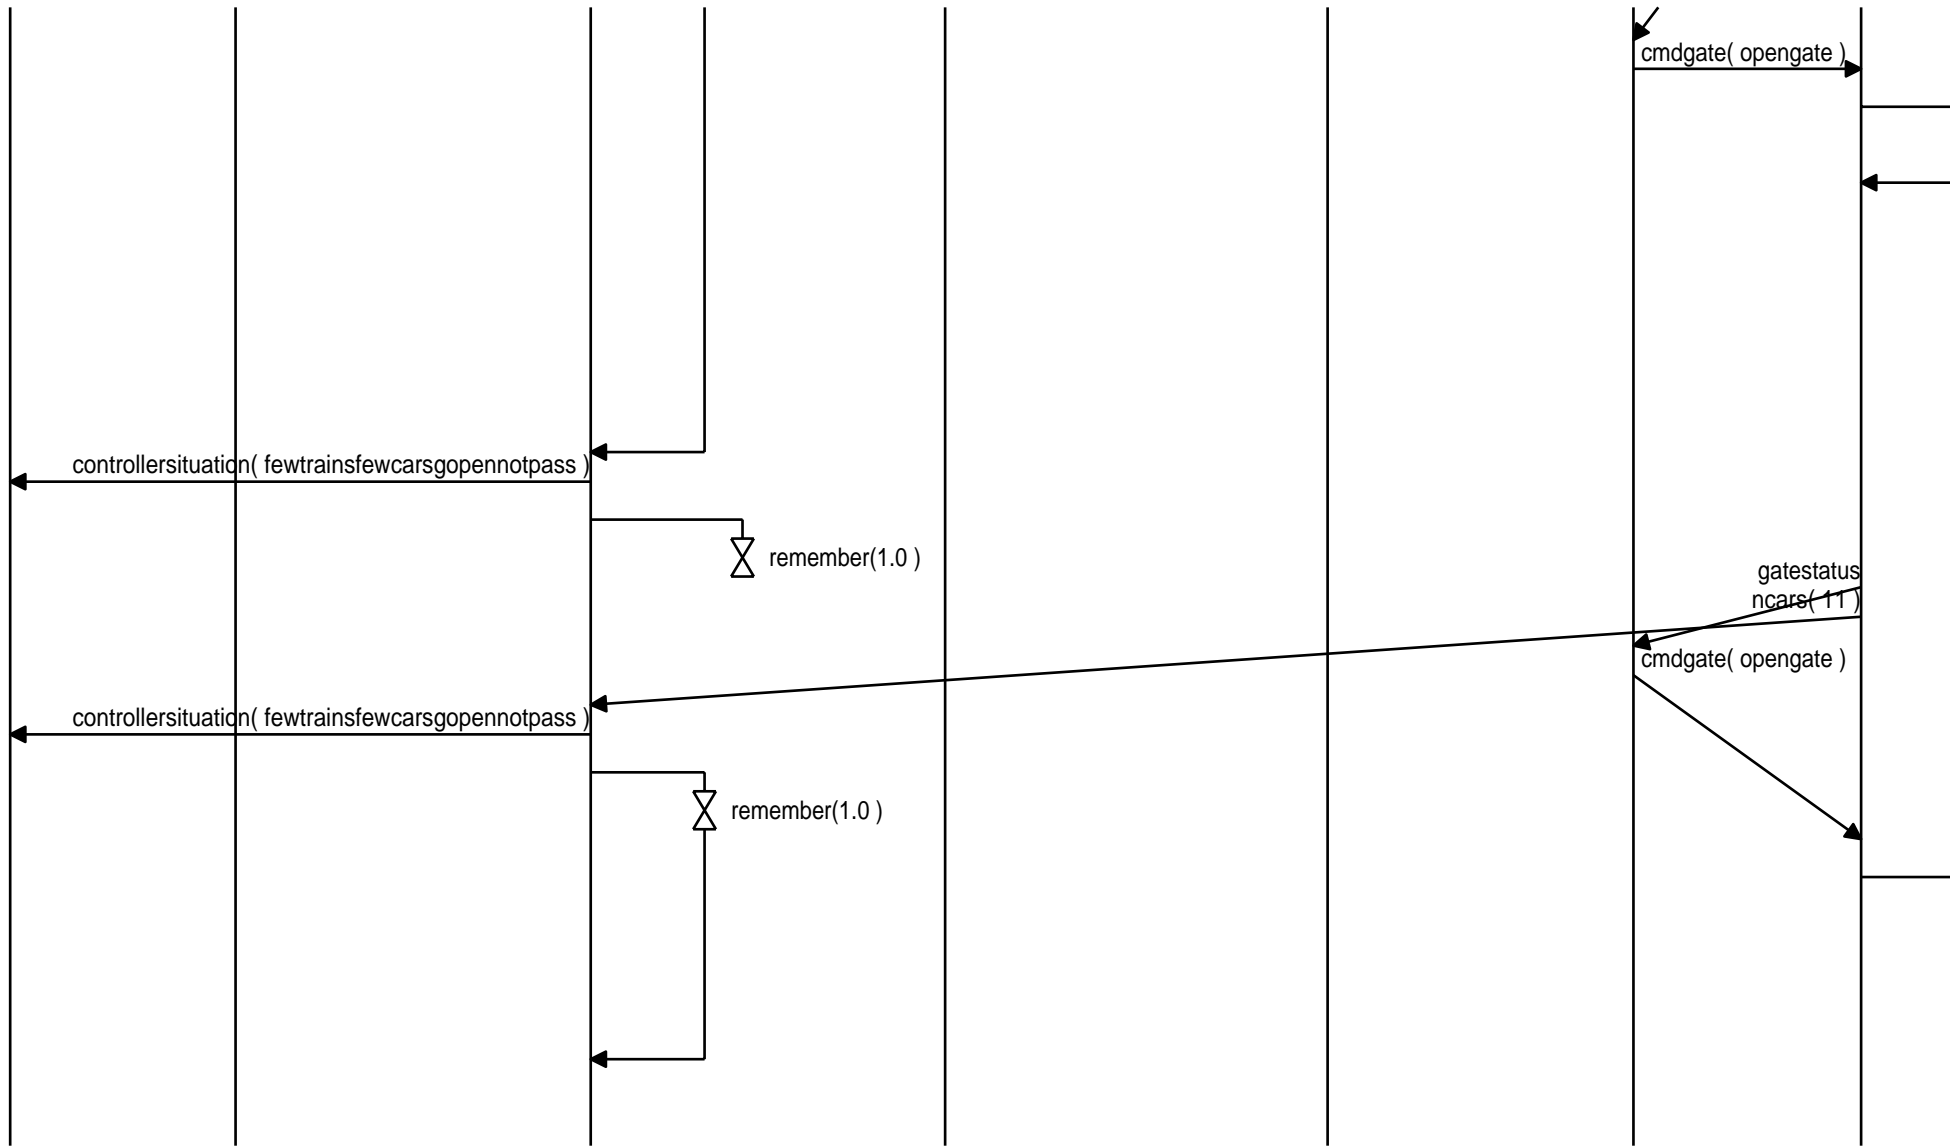 cmdgate( opengate )
controllersituation( fewtrainsfewcarsgopennotpass )
remember(1.0 )
gatestatus
ncars( 11 )
cmdgate( opengate )
controllersituation( fewtrainsfewcarsgopennotpass )
remember(1.0 )